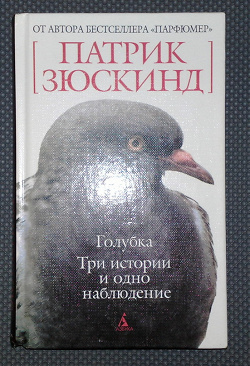 ОТ АВТОРА БЕСТСЕЛЛЕРА «ПАРФЮМЕР»
[ ПАТРИК
ЗЮСКИНД ]
Голубка
Три истории
и одно
наблюдение